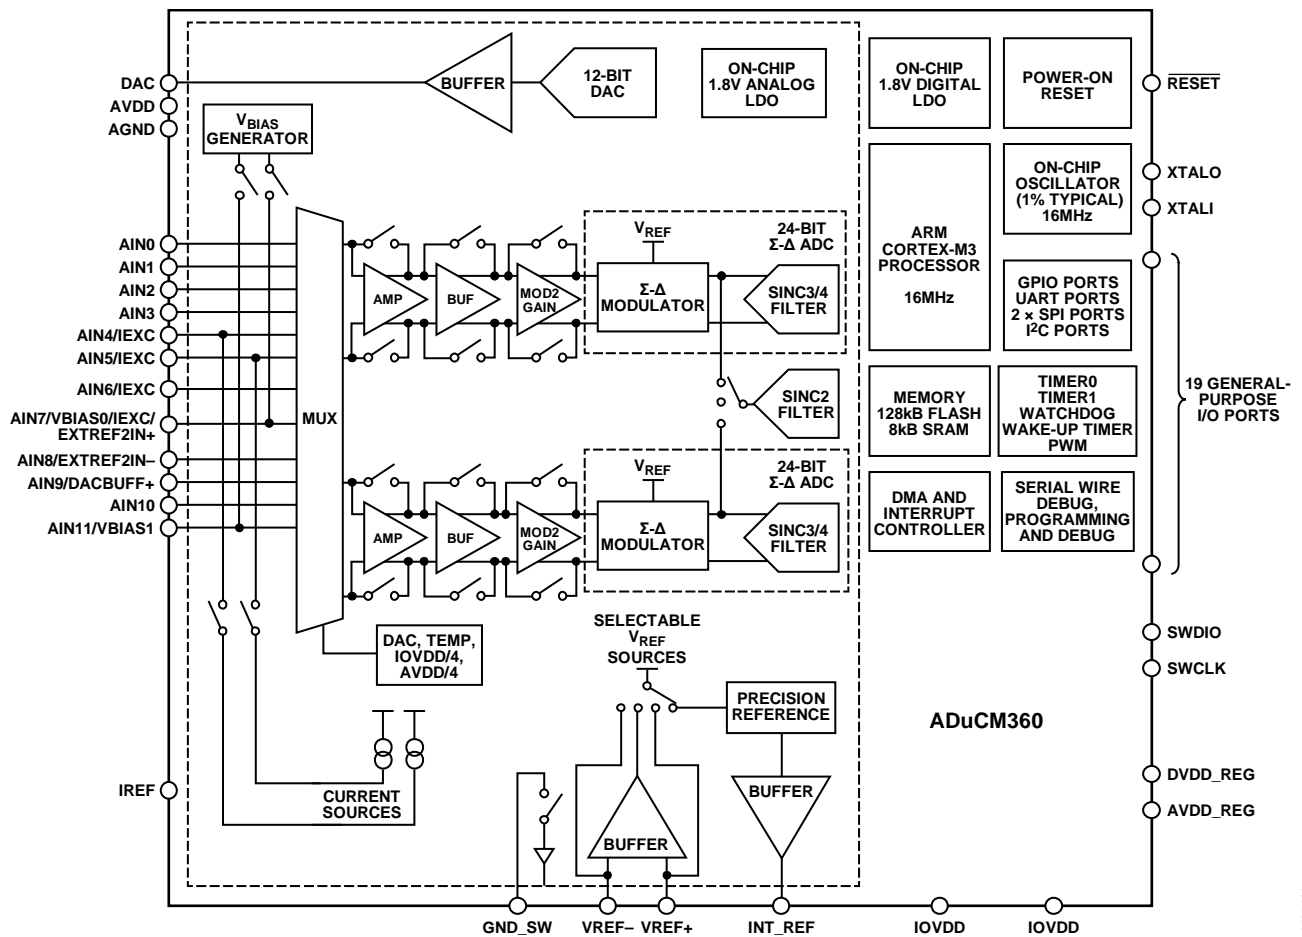 DAC
AVDD
AGND
BUFFER
12-BIT
DAC
ON-CHIP
1.8V ANALOG
LDO
ON-CHIP
1.8V DIGITAL
LDO
POWER-ON
RESET
RESET
VBIAS
GENERATOR
AIN0
AIN1
AIN2
AIN3
AIN4/IEXC
AIN5/IEXC
AIN6/IEXC
AIN7/VBIAS0/IEXC/
EXTREF2IN+
AIN8/EXTREF2IN–
AIN9/DACBUFF+
AIN10
AIN11/VBIAS1
MUX
AMP
BUF
MOD2
GAIN
VREF
24-BIT
Σ-Δ ADC
Σ-Δ
MODULATOR
SINC3/4
FILTER
SINC2
FILTER
AMP
BUF
MOD2
GAIN
VREF
24-BIT
Σ-Δ ADC
Σ-Δ
MODULATOR
SINC3/4
FILTER
ARM
CORTEX-M3
PROCESSOR
16MHz
ON-CHIP
OSCILLATOR
(1% TYPICAL)
16MHz
XTALO
XTALI
GPIO PORTS
UART PORTS
2 × SPI PORTS
I2C PORTS
MEMORY
128kB FLASH
8kB SRAM
TIMER0
TIMER1
WATCHDOG
WAKE-UP TIMER
PWM
19 GENERAL-
PURPOSE
I/O PORTS
DMA AND
INTERRUPT
CONTROLLER
SERIAL WIRE
DEBUG,
PROGRAMMING
AND DEBUG
SWDIO
SWCLK
DAC, TEMP,
IOVDD/4,
AVDD/4
SELECTABLE
VREF
SOURCES
PRECISION
REFERENCE
ADuCM360
IREF
CURRENT
SOURCES
BUFFER
BUFFER
DVDD_REG
AVDD_REG
GND_SW
VREF–
VREF+
INT_REF
IOVDD
IOVDD